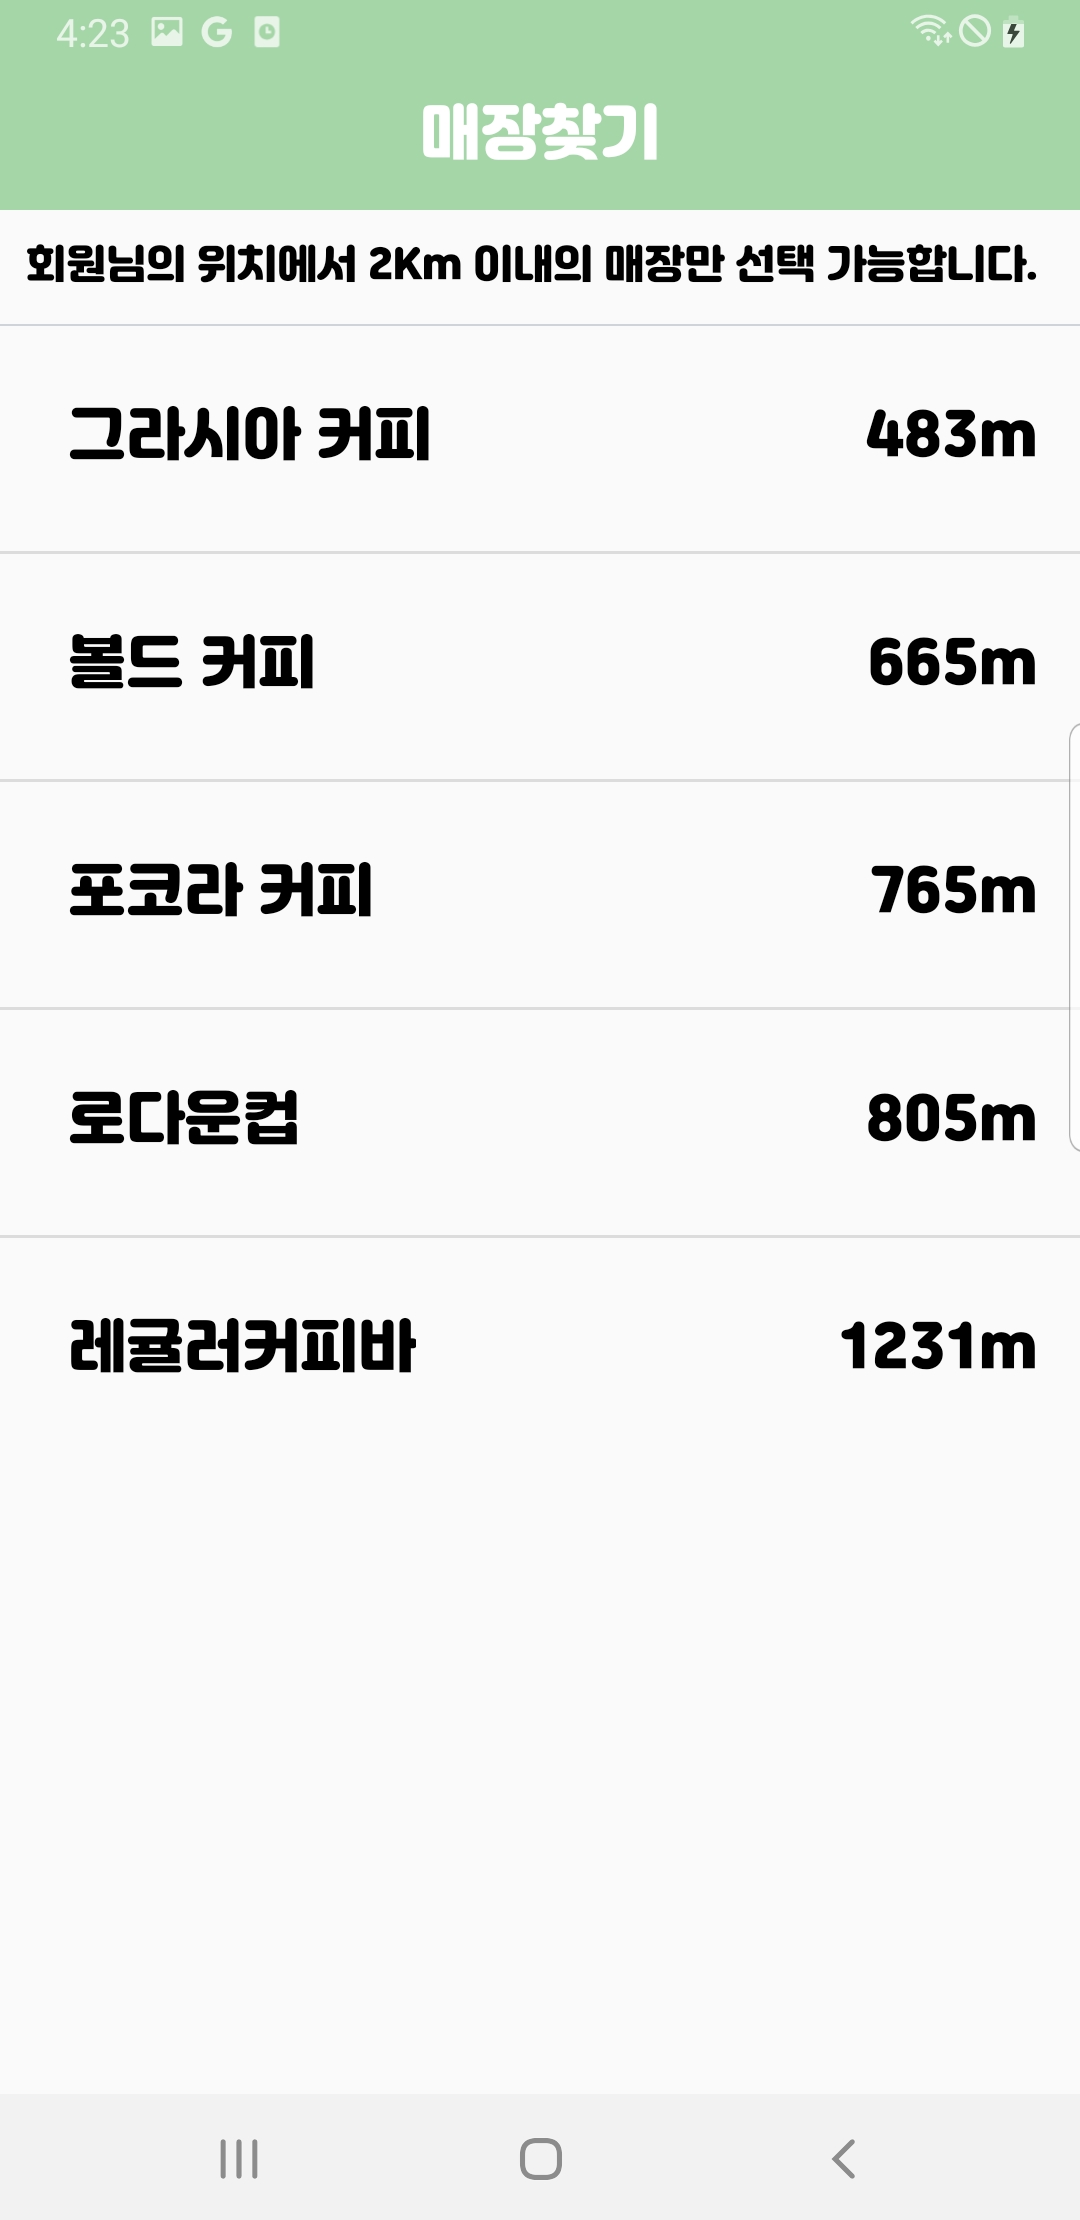 4:23
매장찾기
회원님의 위치에서 2Km 이내의 매장만 선택 가능합니다.
그라시아 커피 483m
볼드 커피 665m
포코라 커피 765m
로다운컵 805m
레귤러커피바 1231m